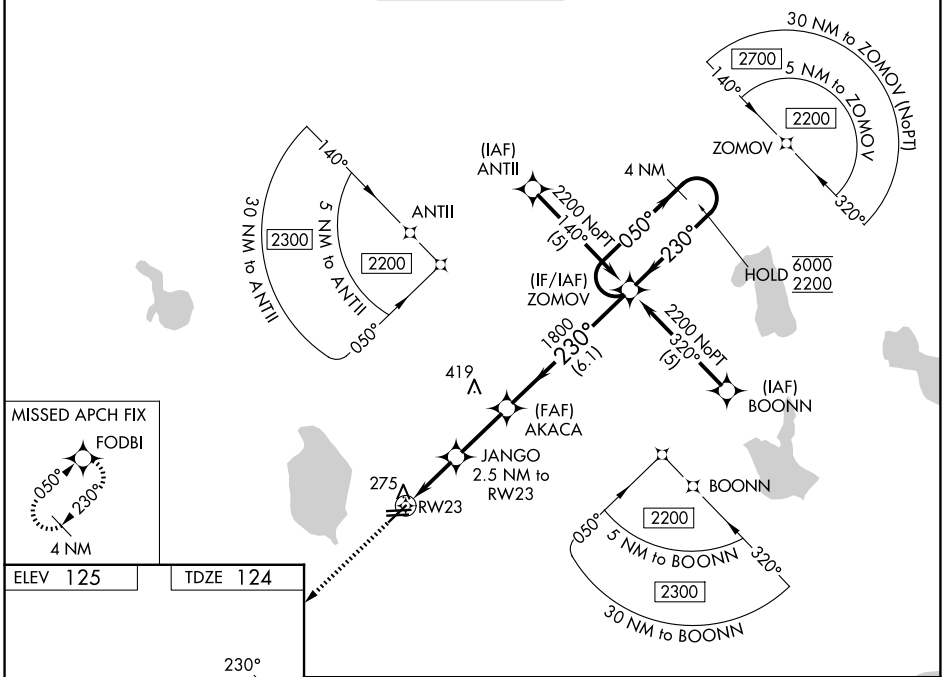 30 NM to ZOMOV (NoPT)
2700
5 NM to ZOMOV
140°
2200
ZOMOV
320°
(IAF)
ANTII
4 NM
2200 NoPT
140°
(5)
050°
230°
HOLD 6000
2200
(IF/IAF)
ZOMOV
140°
ANTII
30 NM to ANTII
2300
5 NM to ANTII
2200
050°
1800
230°
(6.1)
2200 NoPT
320°
(5)
(IAF)
BOONN
419
(FAF)
AKACA
JANGO
2.5 NM to
RW23
275
RW23
BOONN
050°
2200
5 NM to BOONN
320°
2300
30 NM to BOONN
MISSED APCH FIX
FODBI
050°
230°
4 NM
ELEV 125
TDZE 124
230°